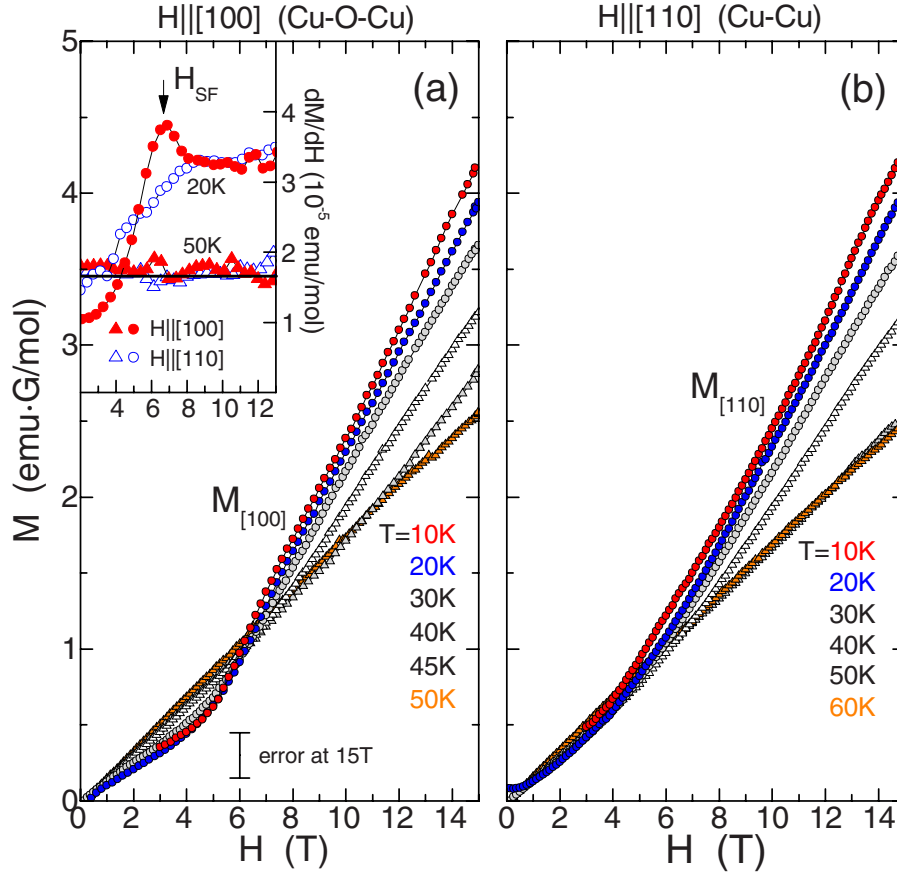 H||[100] (Cu-O-Cu)
H||[110] (Cu-Cu)
5
4
3
2
1
0
M (emu·G/mol)
(a)
H_SF
20K
50K
H||[100]
H||[110]
4 6 8 10 12
4
3
2
1
dM/dH (10^-5 emu/mol)
M_[100]
T=10K
20K
30K
40K
45K
50K
error at 15T
0 2 4 6 8 10 12 14
H (T)
(b)
M_[110]
T=10K
20K
30K
40K
50K
60K
0 2 4 6 8 10 12 14
H (T)